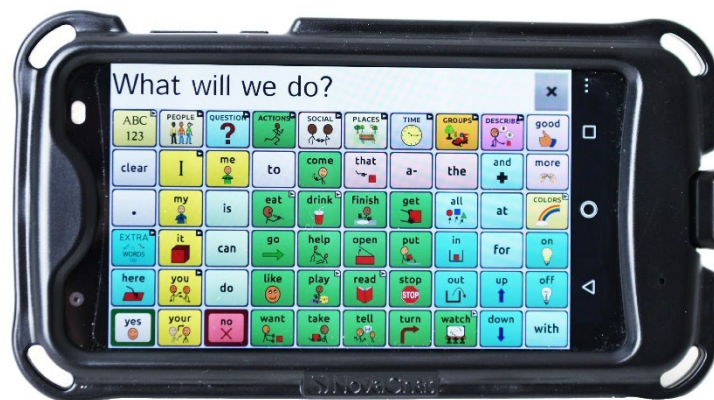 What will we do? ×
ABC 123 PEOPLE QUESTION ACTIONS SOCIAL PLACES TIME GROUPS DESCRIBE good
clear I me to come that a- the and more
. my is eat drink finish get all at COLORS
EXTRA WORDS it can go help open put in for on
here you do like play read stop STOP out up off
yes your no want take tell turn watch down with
NovaChat